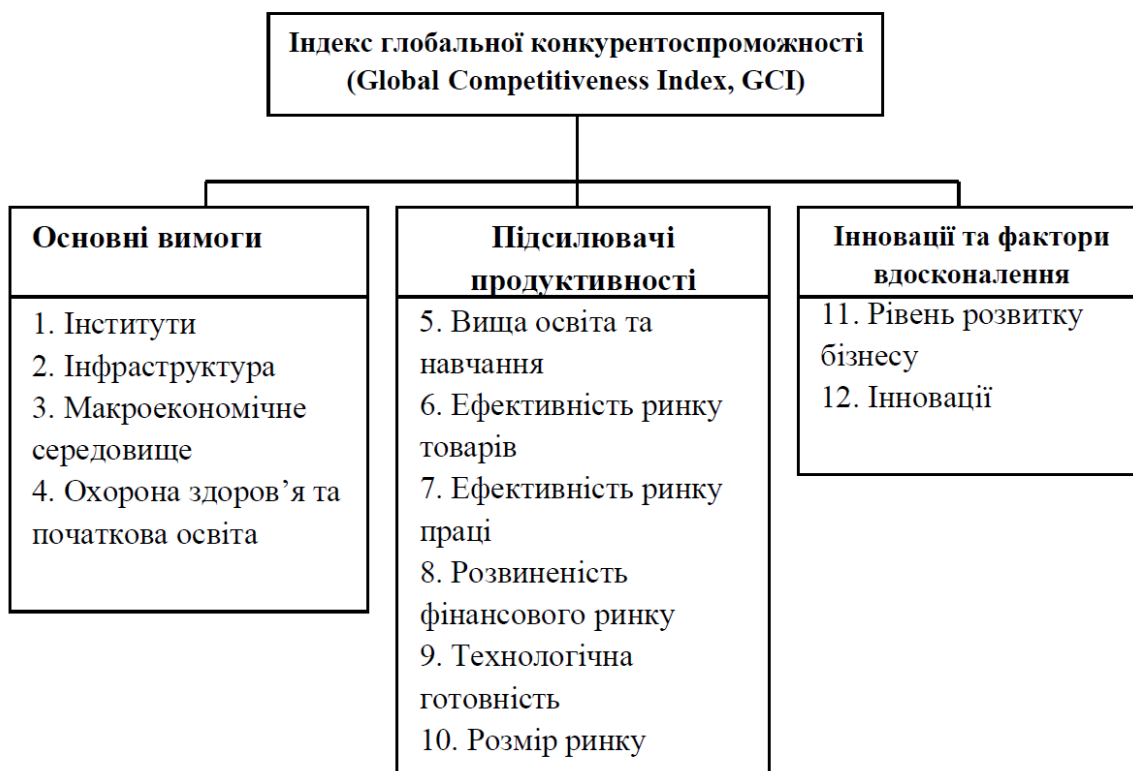 Індекс глобальної конкурентоспроможності
(Global Competitiveness Index, GCI)
Основні вимоги
1. Інститути
2. Інфраструктура
3. Макроекономічне
середовище
4. Охорона здоров’я та
початкова освіта
Підсилювачі
продуктивності
5. Вища освіта та
навчання
6. Ефективність ринку
товарів
7. Ефективність ринку
праці
8. Розвиненість
фінансового ринку
9. Технологічна
готовність
10. Розмір ринку
Інновації та фактори
вдосконалення
11. Рівень розвитку
бізнесу
12. Інновації